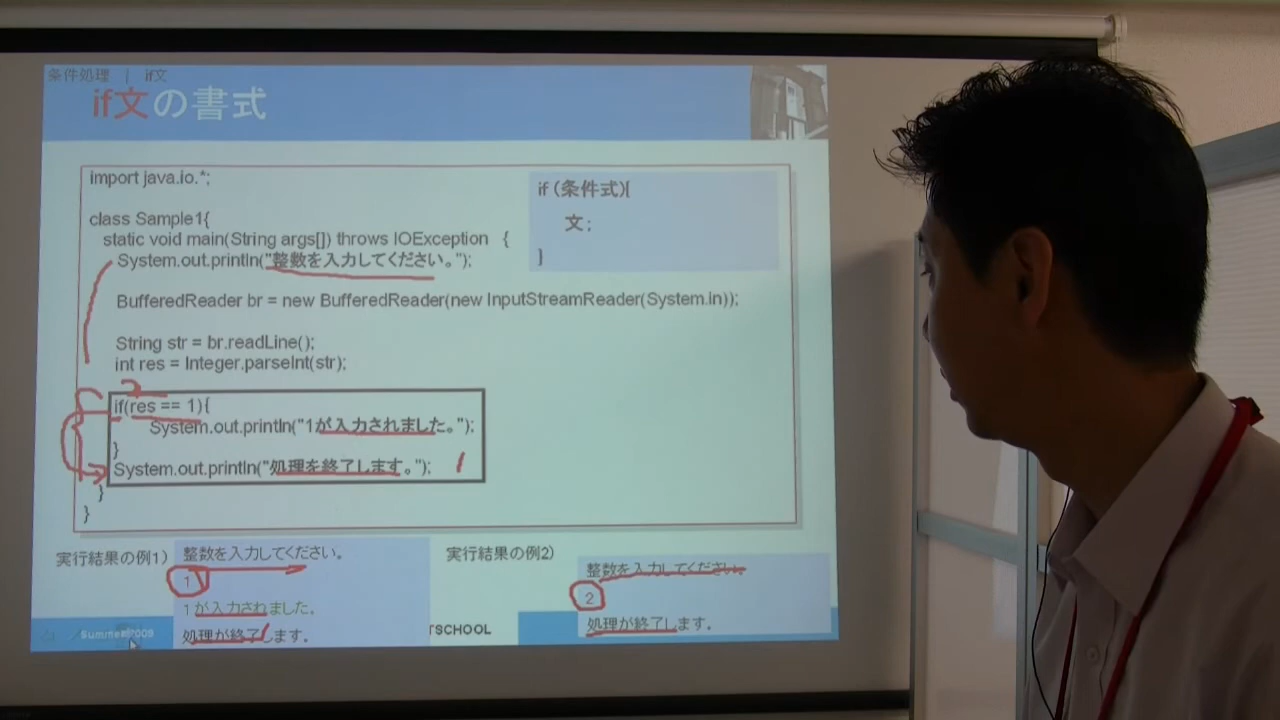 条件処理 | if文
if文の書式
import java.io.*;
class Sample1{
static void main(String args[]) throws IOException {
System.out.println("整数を入力してください。");
BufferedReader br = new BufferedReader(new InputStreamReader(System.in));
String str = br.readLine();
int res = Integer.parseInt(str);
if(res == 1){
System.out.println("1が入力されました。");
}
System.out.println("処理を終了します。");
}
}
if (条件式){
文;
}
実行結果の例1)
整数を入力してください。
1
1が入力されました。
処理が終了します。
実行結果の例2)
整数を入力してください。
2
処理が終了します。
TSCHOOL